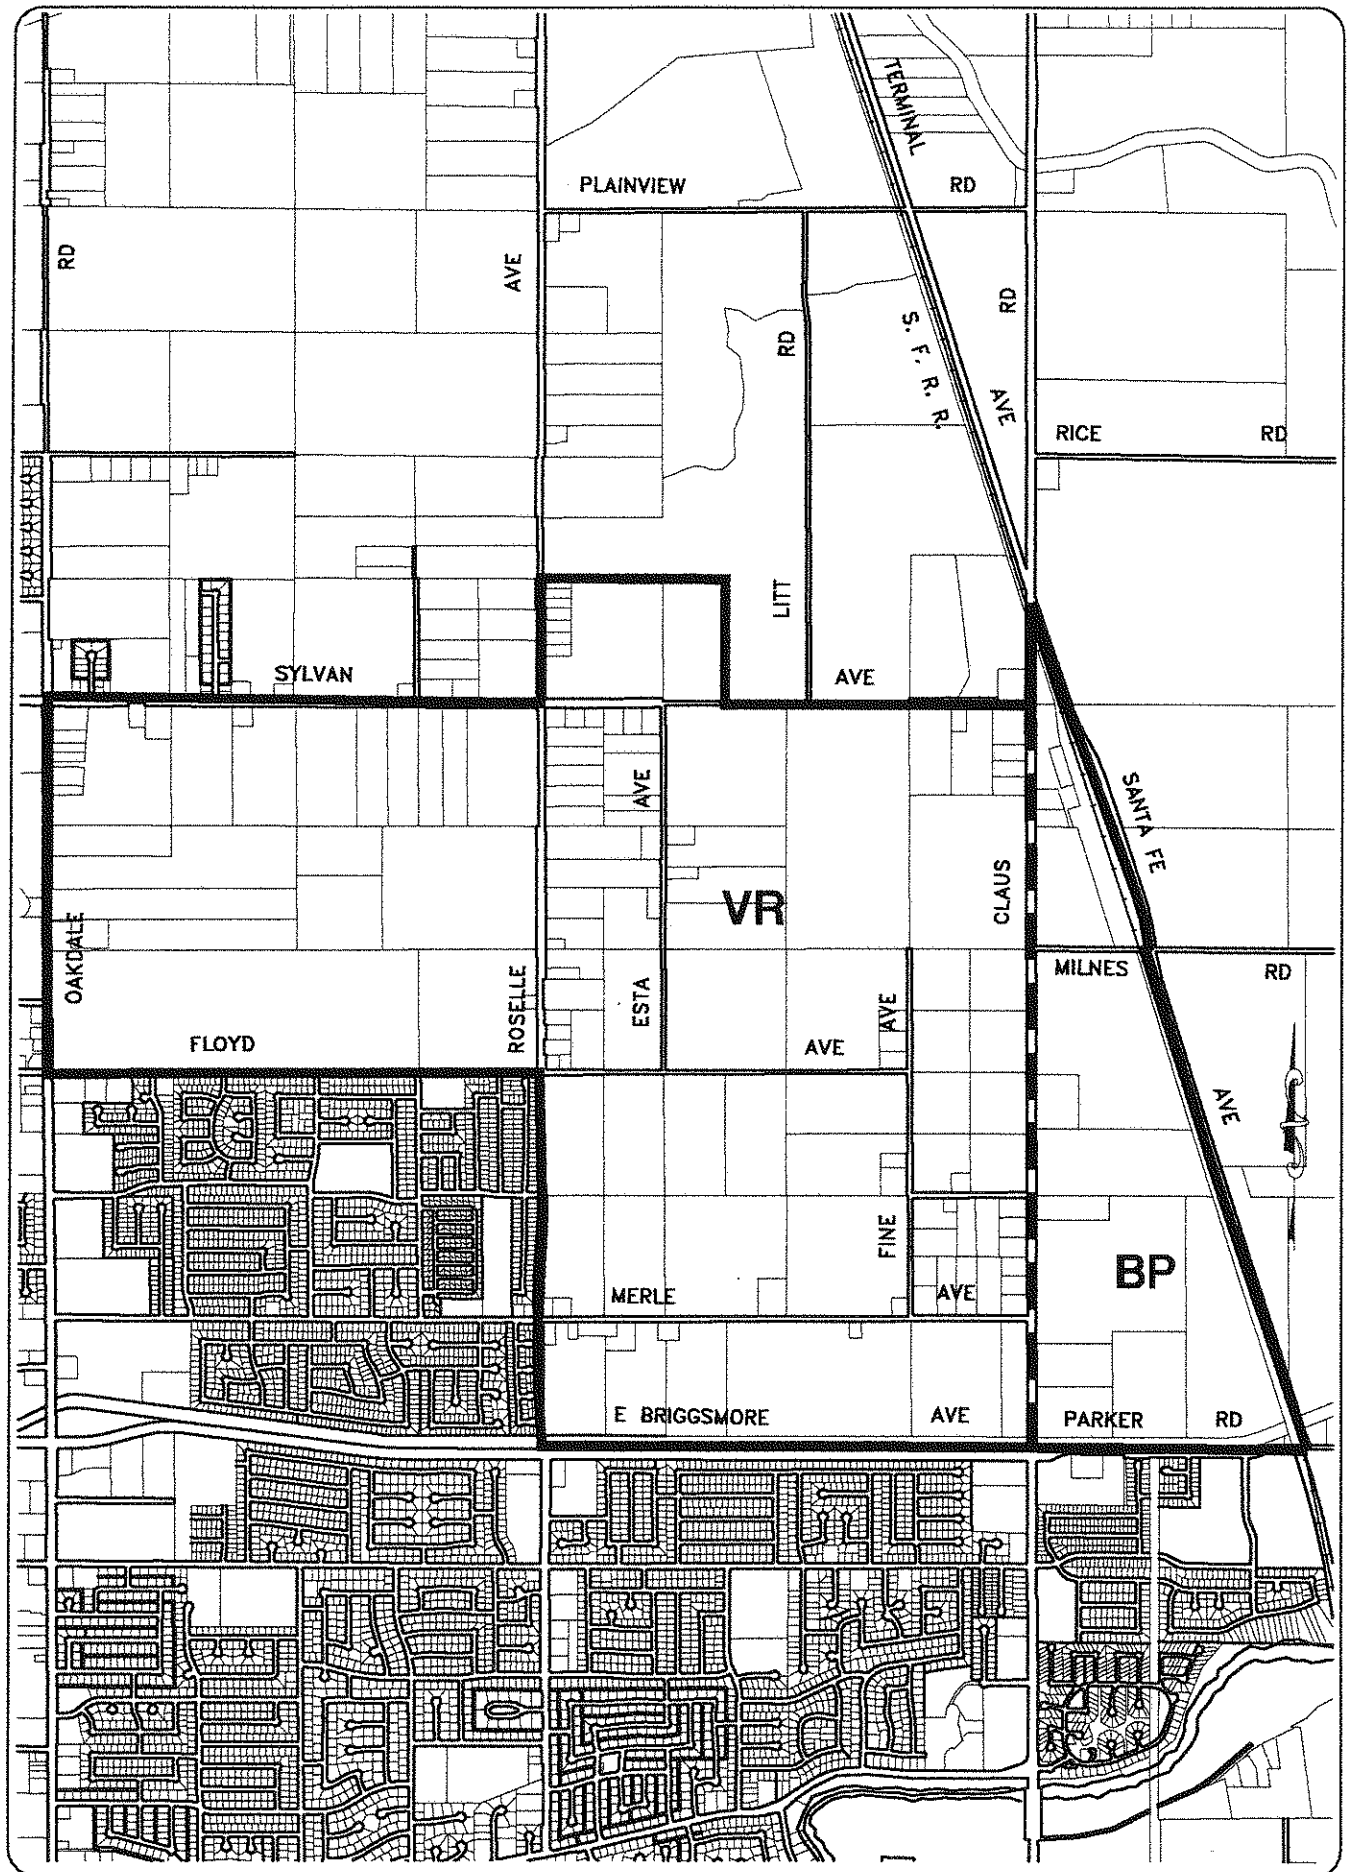 TERMINAL
PLAINVIEW RD
RD
AVE
RD
RD
S. F. R. R.
AVE
RICE RD
LITT
SYLVAN AVE
AVE
SANTA FE
VR
CLAUS
OAKDALE
ROSELLE
ESTA
AVE
MILNES RD
FLOYD AVE
AVE
FINE
BP
MERLE AVE
E BRIGGSMORE AVE
PARKER RD